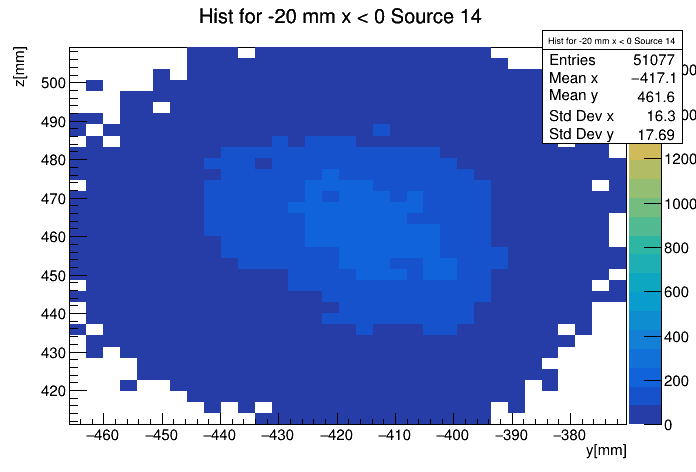 Hist for -20 mm x < 0 Source 14
Hist for -20 mm x < 0 Source 14
Entries 51077
Mean x −417.1
Mean y 461.6
Std Dev x 16.3
Std Dev y 17.69
z[mm]
500
490
480
470
460
450
440
430
420
1200
1000
800
600
400
200
0
−460 −450 −440 −430 −420 −410 −400 −390 −380
y[mm]